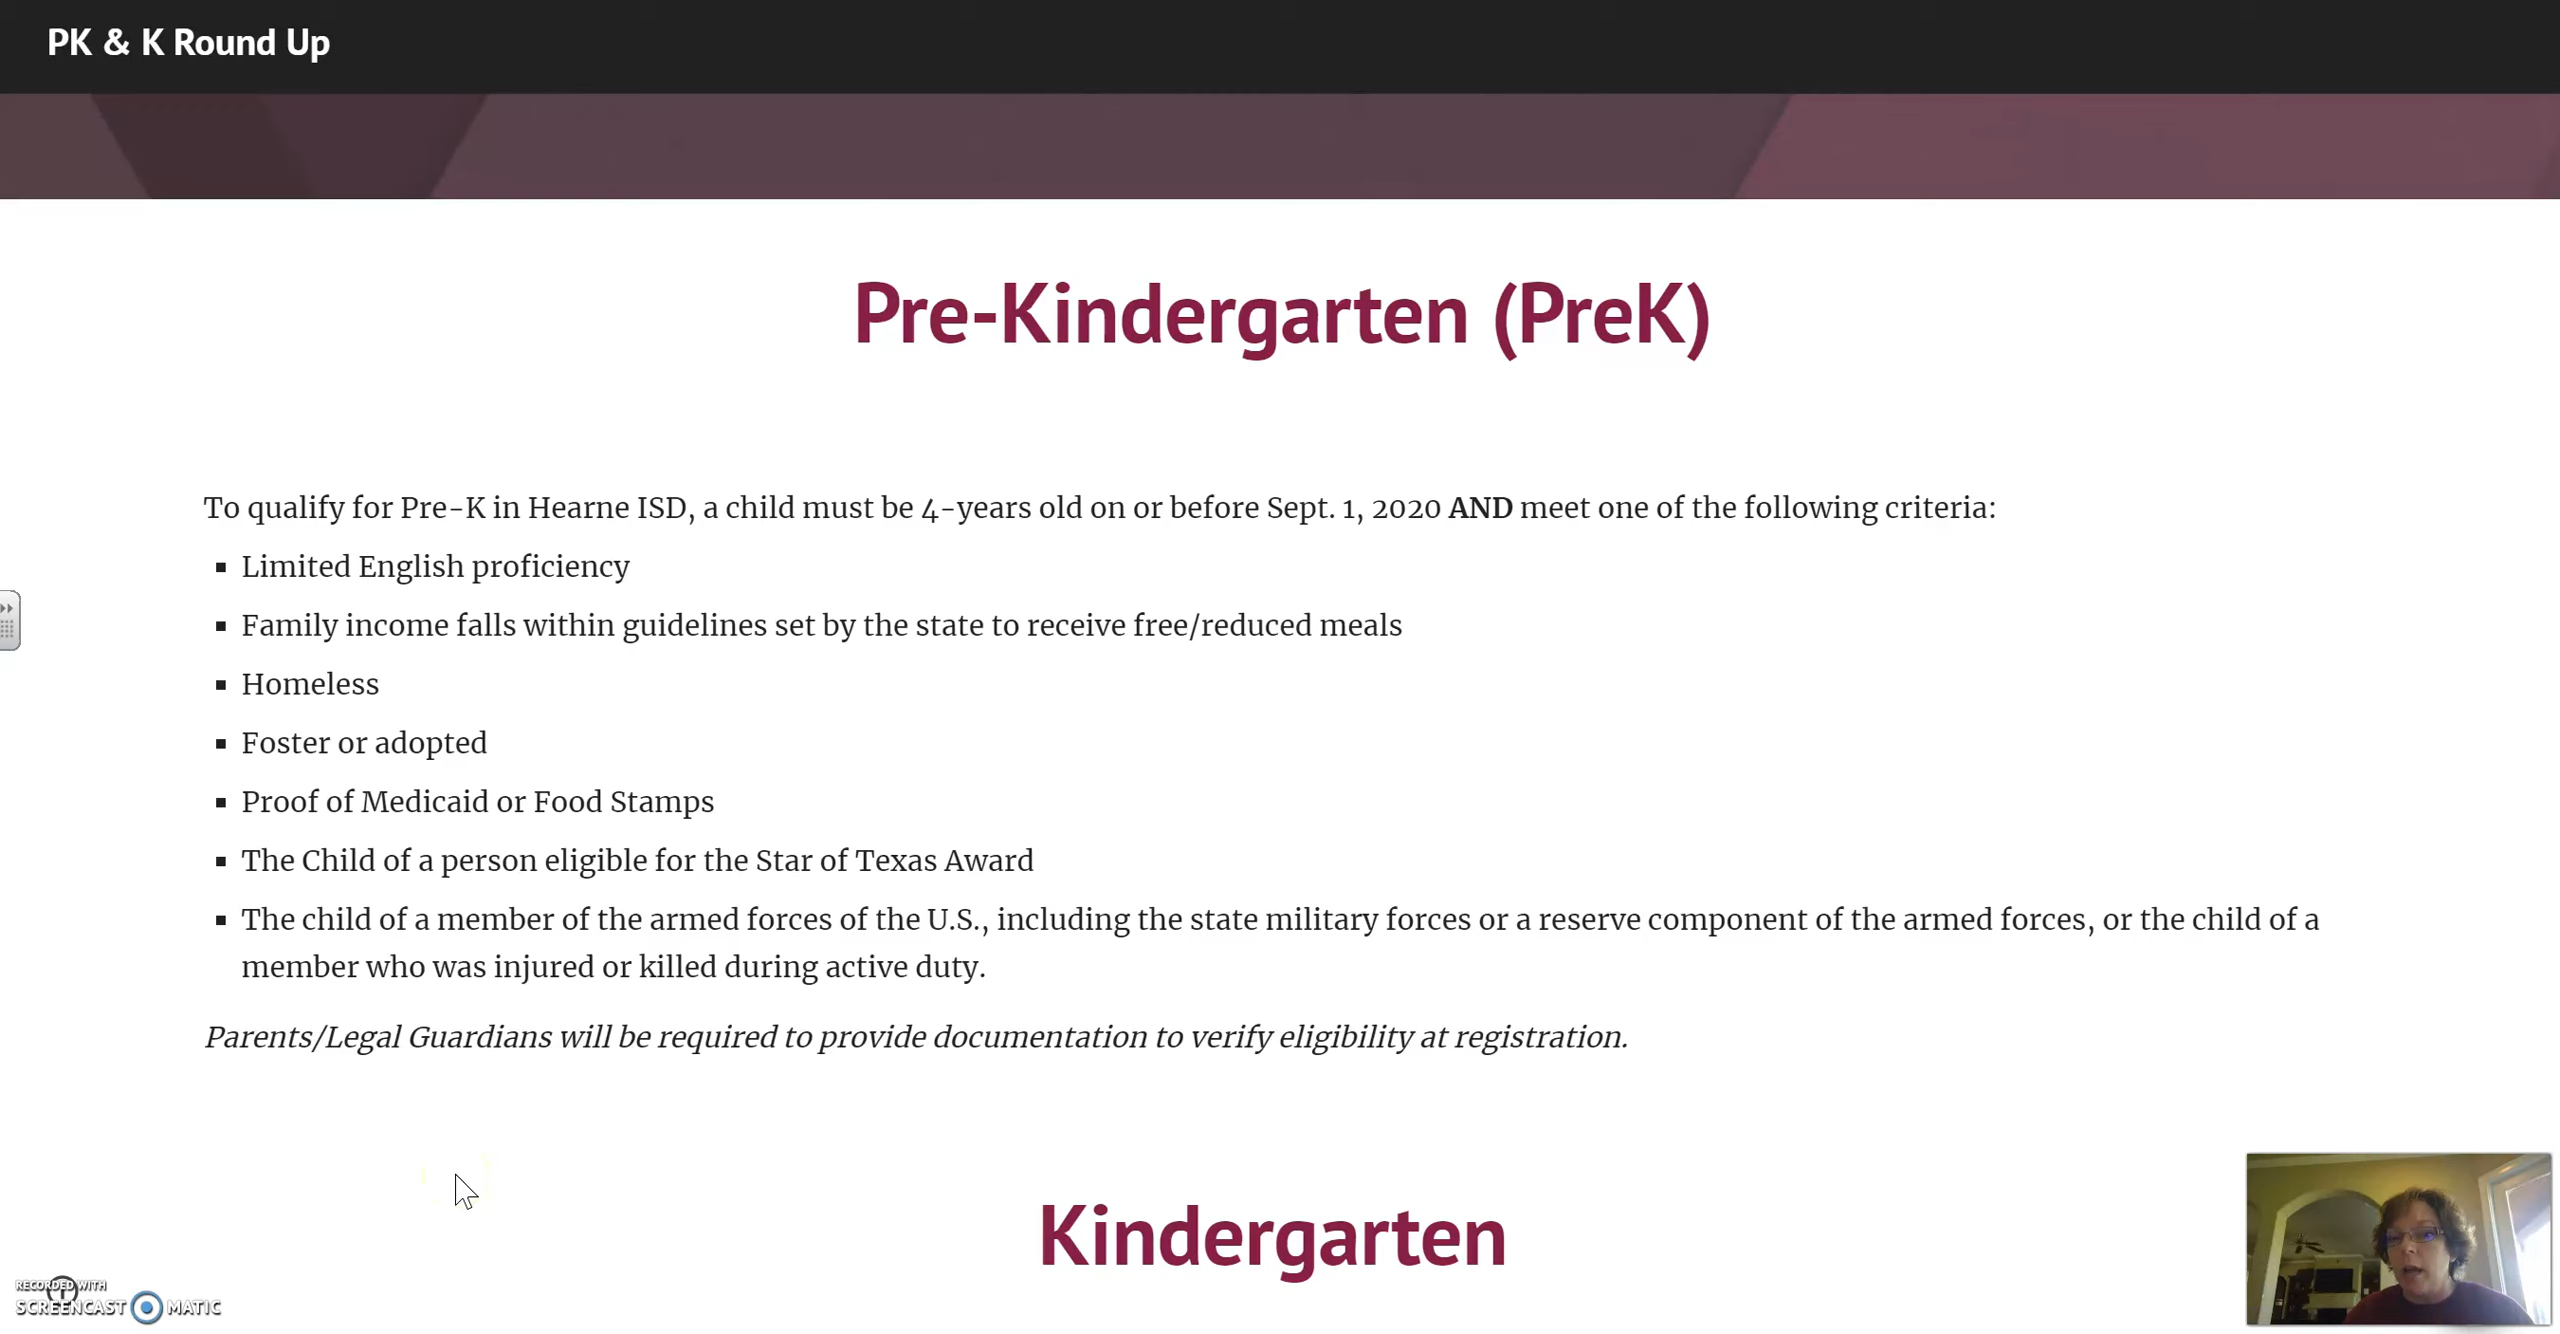 PK & K Round Up
Pre-Kindergarten (PreK)
To qualify for Pre-K in Hearne ISD, a child must be 4-years old on or before Sept. 1, 2020 AND meet one of the following criteria:
▪ Limited English proficiency
▪ Family income falls within guidelines set by the state to receive free/reduced meals
▪ Homeless
▪ Foster or adopted
▪ Proof of Medicaid or Food Stamps
▪ The Child of a person eligible for the Star of Texas Award
▪ The child of a member of the armed forces of the U.S., including the state military forces or a reserve component of the armed forces, or the child of a
member who was injured or killed during active duty.
Parents/Legal Guardians will be required to provide documentation to verify eligibility at registration.
Kindergarten
RECORDED WITH
SCREENCAST MATIC